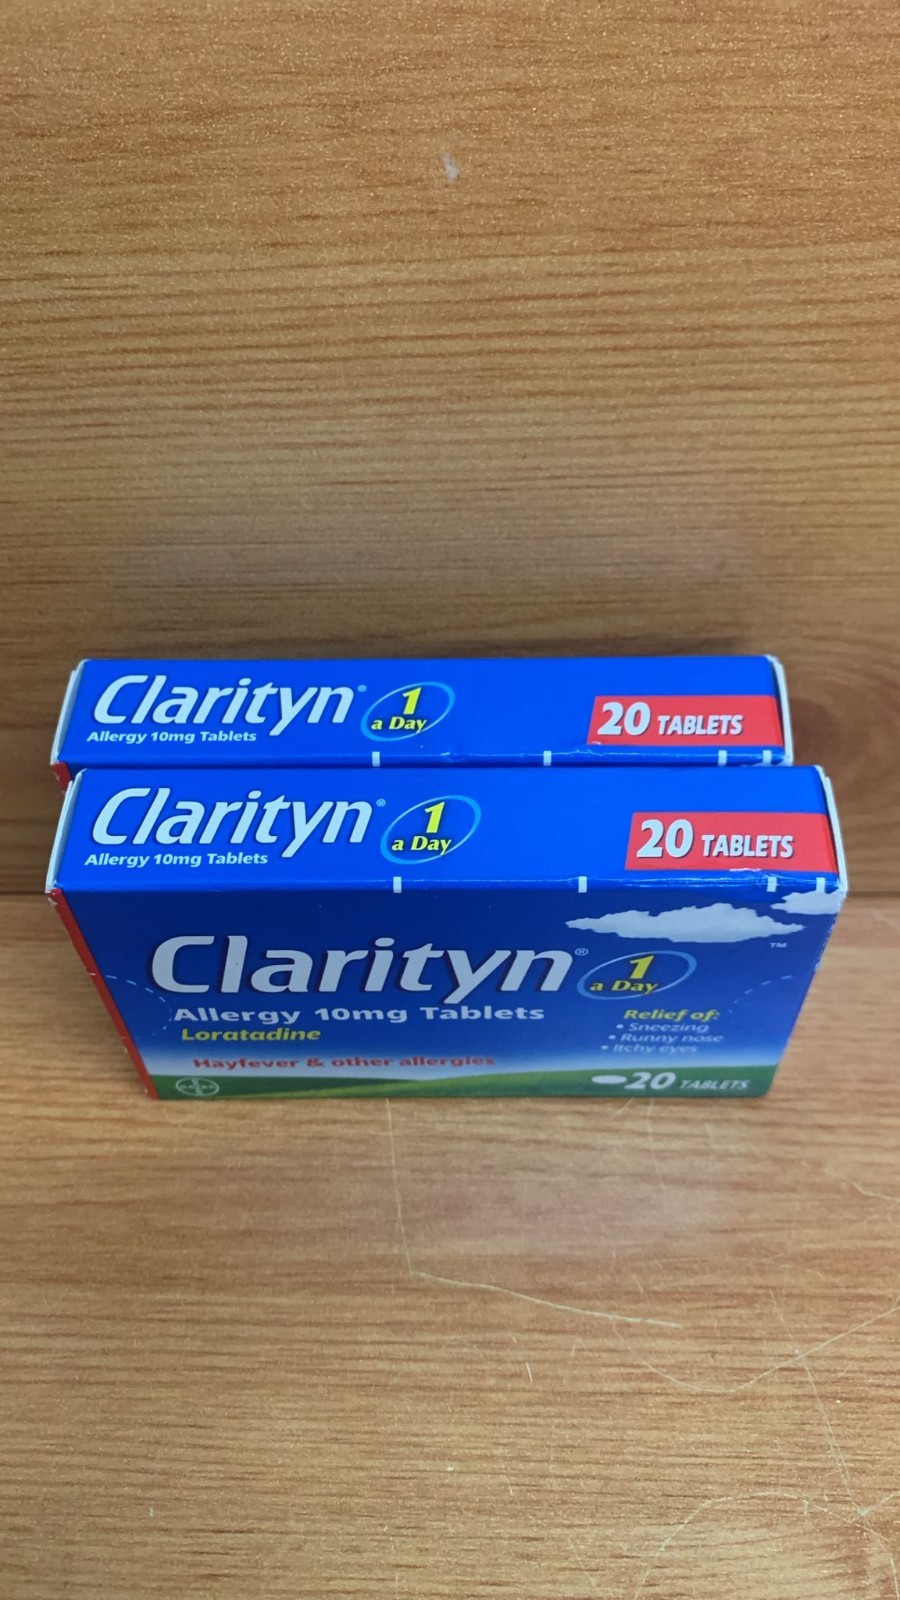 Clarityn® 1 a Day
Allergy 10mg Tablets
20 TABLETS
Clarityn® 1 a Day
Allergy 10mg Tablets
20 TABLETS
Clarityn® 1 a Day ™
Allergy 10mg Tablets
Loratadine
Relief of:
• Sneezing
• Runny nose
• Itchy eyes
Hayfever & other allergies
BAYER
20 TABLETS